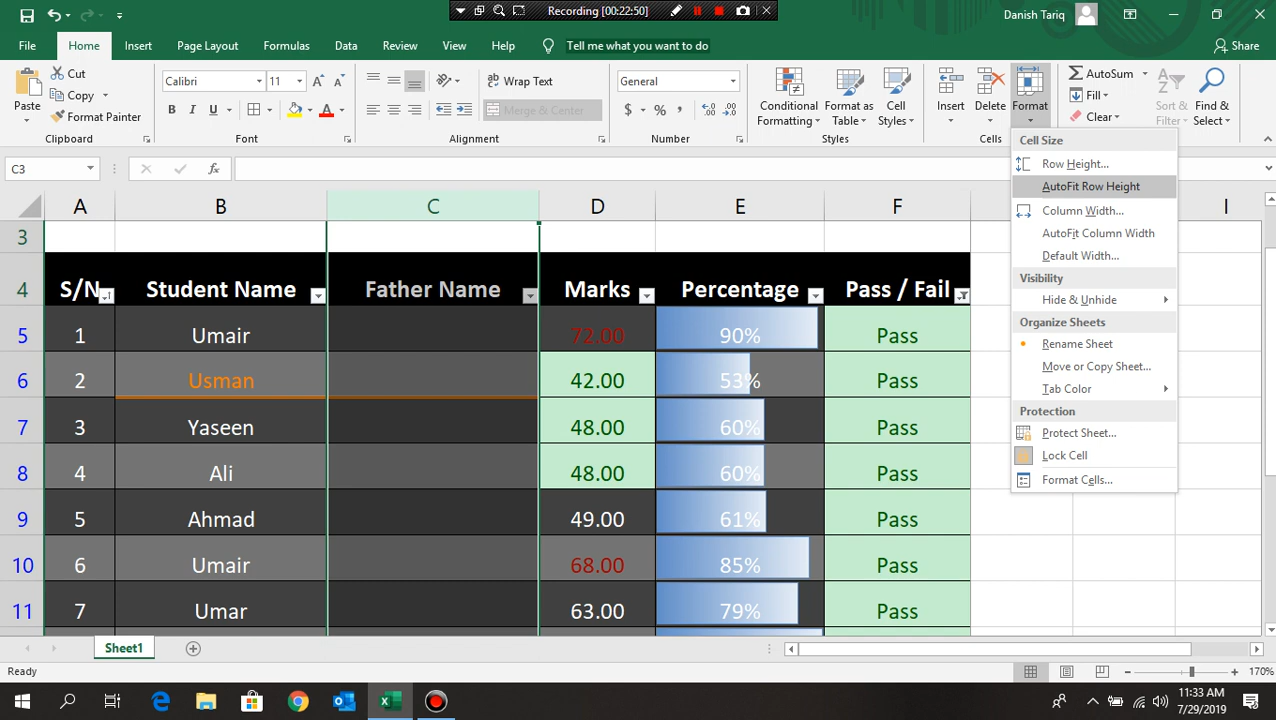 Recording [00:22:50]
Danish Tariq
File Home Insert Page Layout Formulas Data Review View Help Tell me what you want to do Share
Paste Cut Copy Format Painter
Calibri 11 B I U A
Wrap Text Merge & Center
General $ % ,
Conditional Formatting Format as Table Cell Styles
Insert Delete Format
AutoSum Fill Clear Sort & Filter Find & Select
Clipboard Font Alignment Number Styles Cells
C3 fx
Cell Size
Row Height...
AutoFit Row Height
Column Width...
AutoFit Column Width
Default Width...
Visibility
Hide & Unhide
Organize Sheets
Rename Sheet
Move or Copy Sheet...
Tab Color
Protection
Protect Sheet...
Lock Cell
Format Cells...
A B C D E F I
3
4 S/N Student Name Father Name Marks Percentage Pass / Fail
5 1 Umair 72.00 90% Pass
6 2 Usman 42.00 53% Pass
7 3 Yaseen 48.00 60% Pass
8 4 Ali 48.00 60% Pass
9 5 Ahmad 49.00 61% Pass
10 6 Umair 68.00 85% Pass
11 7 Umar 63.00 79% Pass
Sheet1
Ready 170%
11:33 AM
7/29/2019